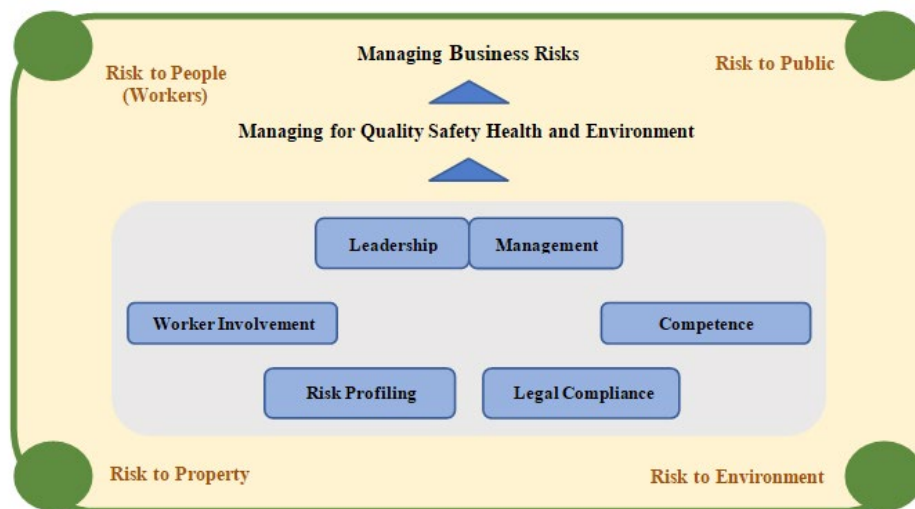 Managing Business Risks
Risk to People
(Workers)
Risk to Public
Managing for Quality Safety Health and Environment
Leadership
Management
Worker Involvement
Competence
Risk Profiling
Legal Compliance
Risk to Property
Risk to Environment